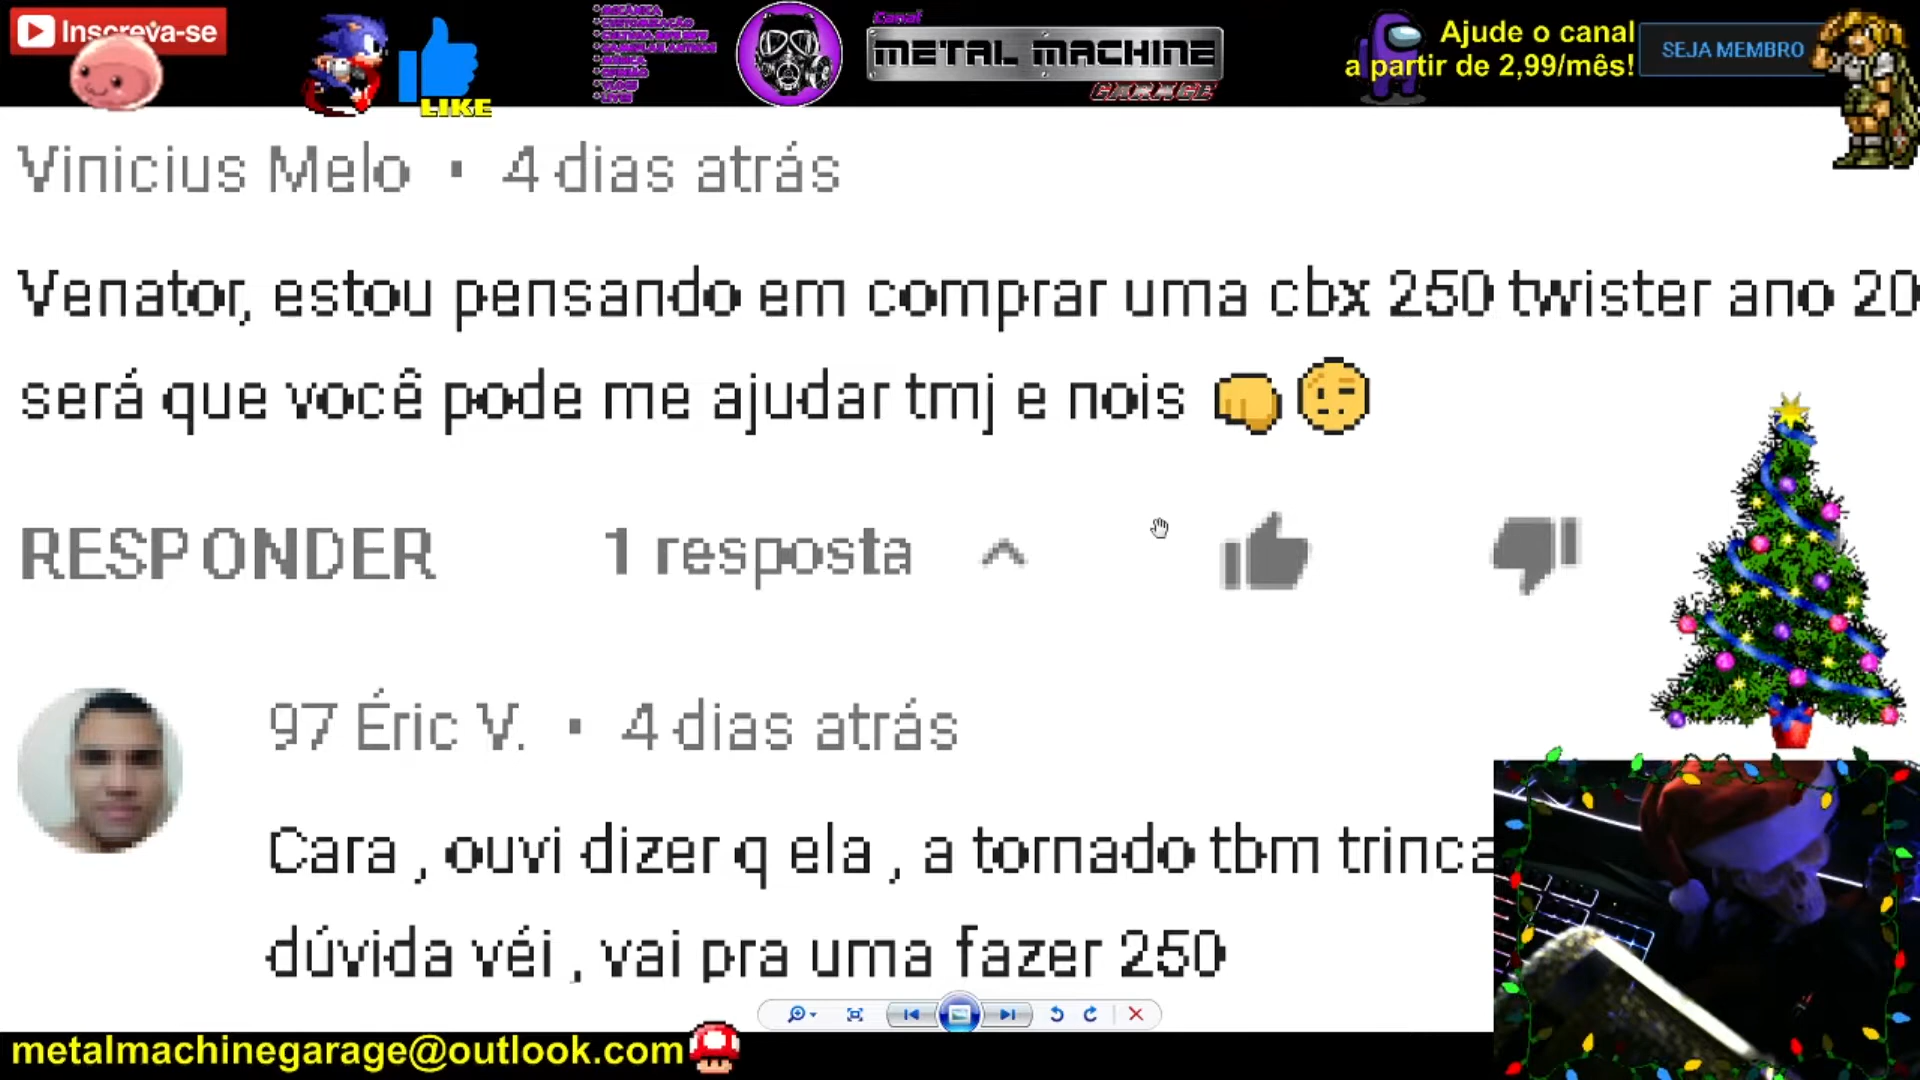 Inscreva-se
LIKE
Canal
METAL MACHINE
GARAGE
Ajude o canal
a partir de 2,99/mês!
SEJA MEMBRO
Vinicius Melo · 4 dias atrás
Venator, estou pensando em comprar uma cbx 250 twister ano 20
será que você pode me ajudar tmj e nois 👊😉
RESPONDER 1 resposta
97 Éric V. · 4 dias atrás
Cara , ouvi dizer q ela , a tornado tbm trinca
dúvida véi , vai pra uma fazer 250
metalmachinegarage@outlook.com